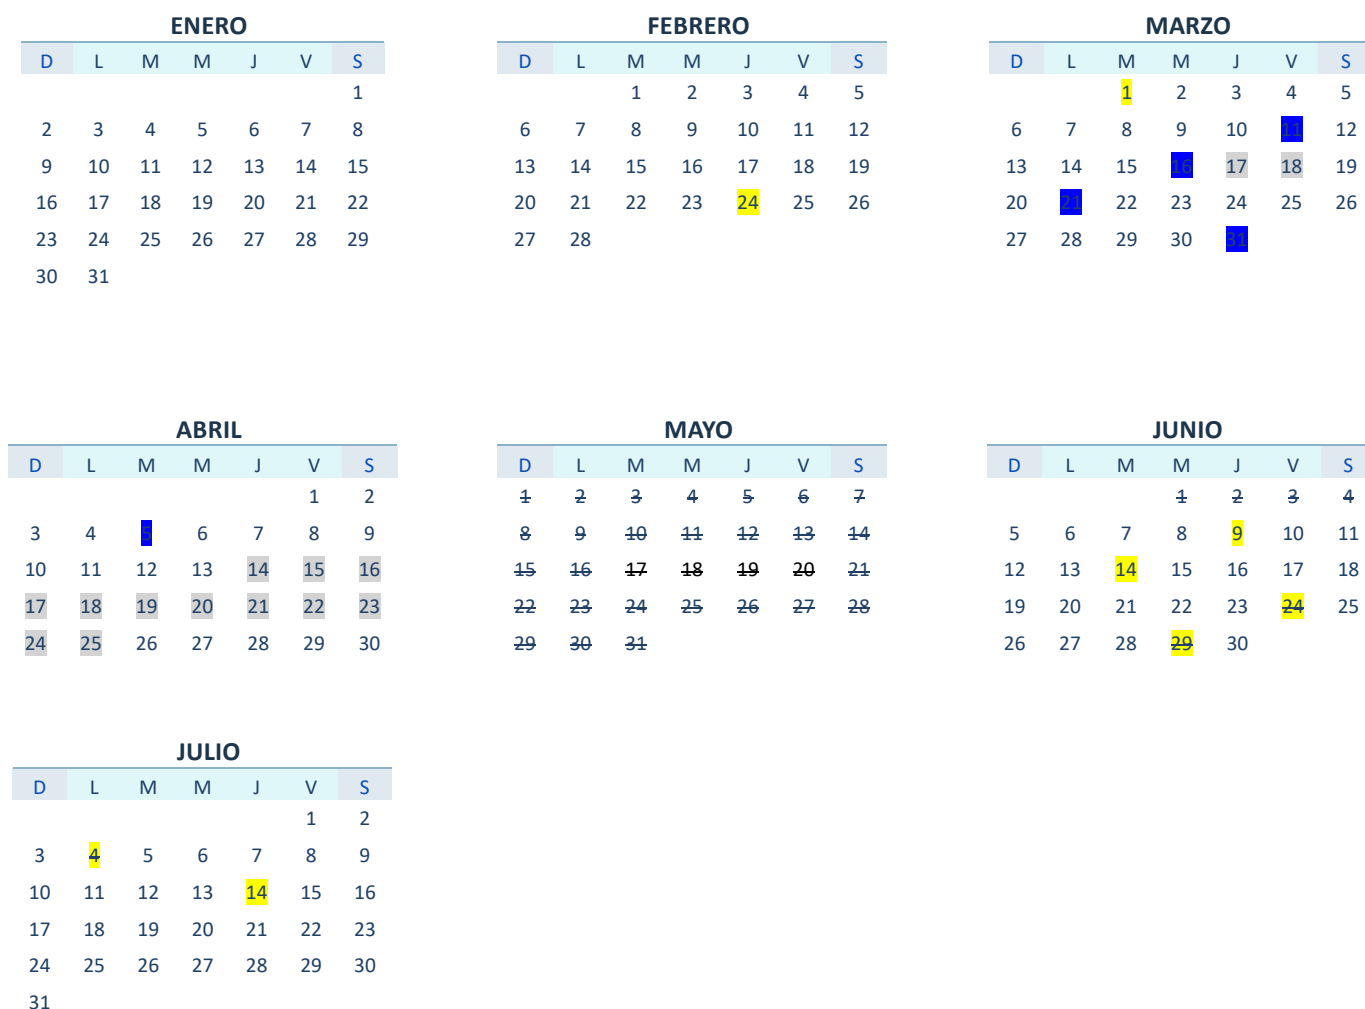 ENERO
D L M M J V S
1
2 3 4 5 6 7 8
9 10 11 12 13 14 15
16 17 18 19 20 21 22
23 24 25 26 27 28 29
30 31
FEBRERO
D L M M J V S
1 2 3 4 5
6 7 8 9 10 11 12
13 14 15 16 17 18 19
20 21 22 23 24 25 26
27 28
MARZO
D L M M J V S
1 2 3 4 5
6 7 8 9 10 11 12
13 14 15 16 17 18 19
20 21 22 23 24 25 26
27 28 29 30 31
ABRIL
D L M M J V S
1 2
3 4 5 6 7 8 9
10 11 12 13 14 15 16
17 18 19 20 21 22 23
24 25 26 27 28 29 30
MAYO
D L M M J V S
1 2 3 4 5 6 7
8 9 10 11 12 13 14
15 16 17 18 19 20 21
22 23 24 25 26 27 28
29 30 31
JUNIO
D L M M J V S
1 2 3 4
5 6 7 8 9 10 11
12 13 14 15 16 17 18
19 20 21 22 23 24 25
26 27 28 29 30
JULIO
D L M M J V S
1 2
3 4 5 6 7 8 9
10 11 12 13 14 15 16
17 18 19 20 21 22 23
24 25 26 27 28 29 30
31